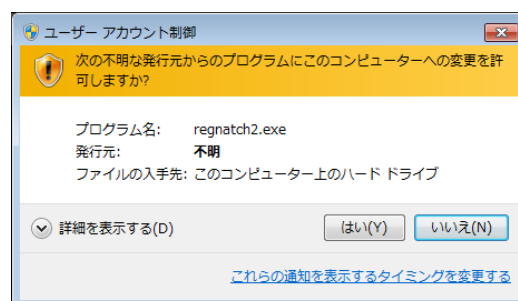 ユーザー アカウント制御
次の不明な発行元からのプログラムにこのコンピューターへの変更を許
可しますか?
プログラム名: regnatch2.exe
発行元: 不明
ファイルの入手先: このコンピューター上のハード ドライブ
詳細を表示する(D) はい(Y) いいえ(N)
これらの通知を表示するタイミングを変更する